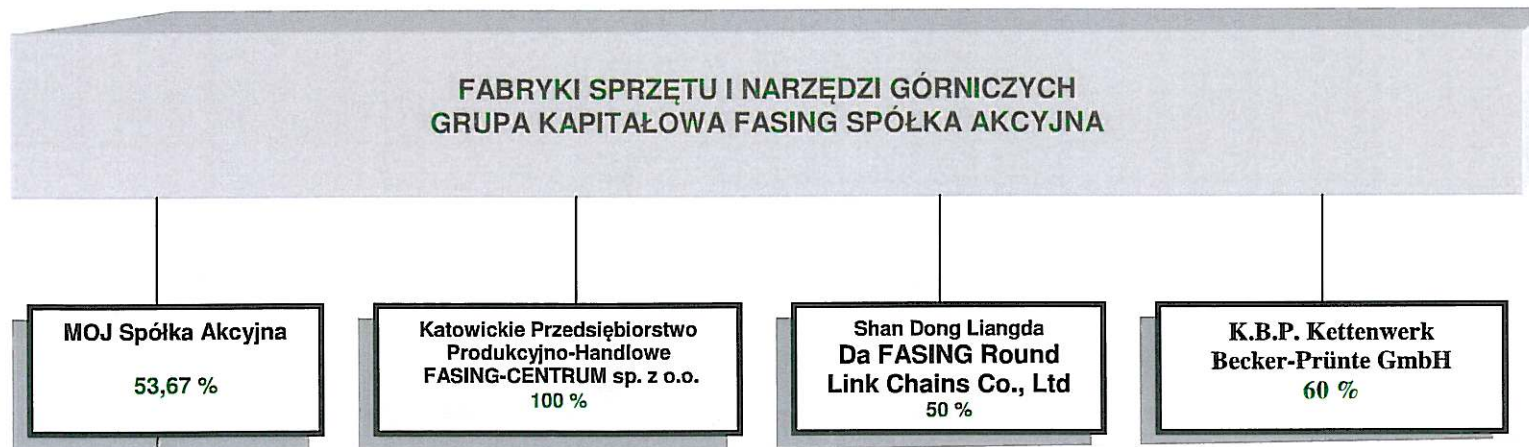 FABRYKI SPRZĘTU I NARZĘDZI GÓRNICZYCH
GRUPA KAPITAŁOWA FASING SPÓŁKA AKCYJNA
MOJ Spółka Akcyjna
53,67 %
Katowickie Przedsiębiorstwo
Produkcyjno-Handlowe
FASING-CENTRUM sp. z o.o.
100 %
Shan Dong Liangda
Da FASING Round
Link Chains Co., Ltd
50 %
K.B.P. Kettenwerk
Becker-Prünte GmbH
60 %